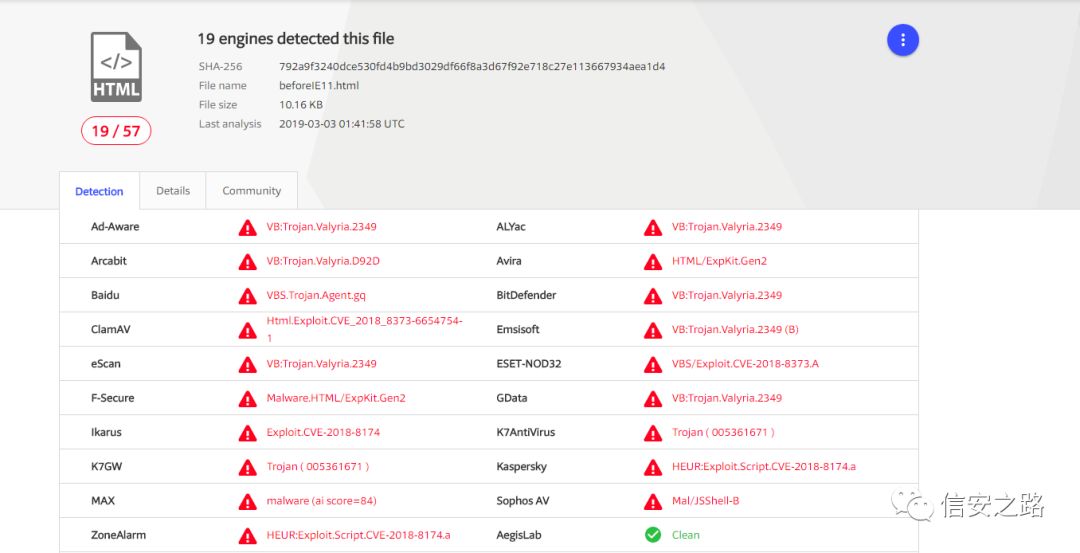 </>
HTML
19 / 57
19 engines detected this file
SHA-256 792a9f3240dce530fd4b9bd3029df66f8a3d67f92e718c27e113667934aea1d4
File name beforeIE11.html
File size 10.16 KB
Last analysis 2019-03-03 01:41:58 UTC
Detection Details Community
Ad-Aware VB:Trojan.Valyria.2349 ALYac VB:Trojan.Valyria.2349
Arcabit VB:Trojan.Valyria.D92D Avira HTML/ExpKit.Gen2
Baidu VBS.Trojan.Agent.gq BitDefender VB:Trojan.Valyria.2349
ClamAV Html.Exploit.CVE_2018_8373-6654754-
1
Emsisoft VB:Trojan.Valyria.2349 (B)
eScan VB:Trojan.Valyria.2349 ESET-NOD32 VBS/Exploit.CVE-2018-8373.A
F-Secure Malware.HTML/ExpKit.Gen2 GData VB:Trojan.Valyria.2349
Ikarus Exploit.CVE-2018-8174 K7AntiVirus Trojan ( 005361671 )
K7GW Trojan ( 005361671 ) Kaspersky HEUR:Exploit.Script.CVE-2018-8174.a
MAX malware (ai score=84) Sophos AV Mal/JSShell-B
ZoneAlarm HEUR:Exploit.Script.CVE-2018-8174.a AegisLab Clean
信安之路